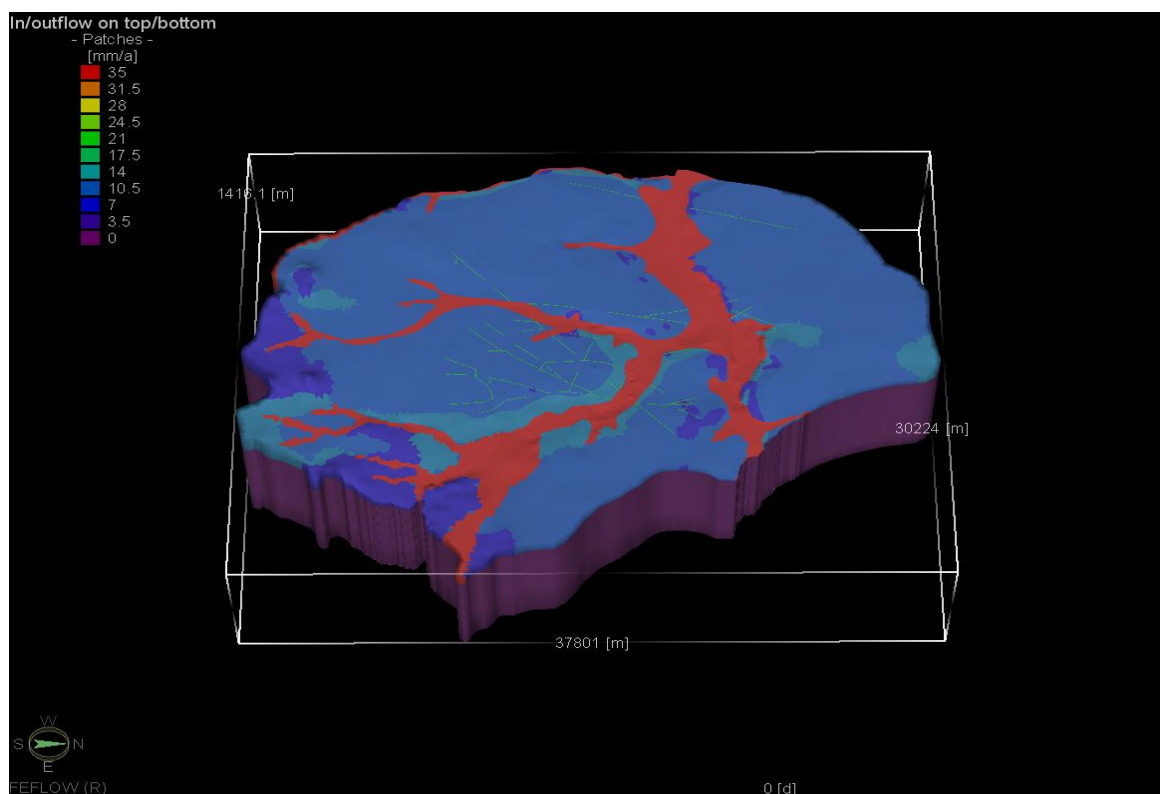 In/outflow on top/bottom
- Patches -
[mm/a]
35
31.5
28
24.5
21
17.5
14
10.5
7
3.5
0
1416.1 [m]
30224 [m]
37801 [m]
W
S N
E
FEFLOW (R)
0 [d]